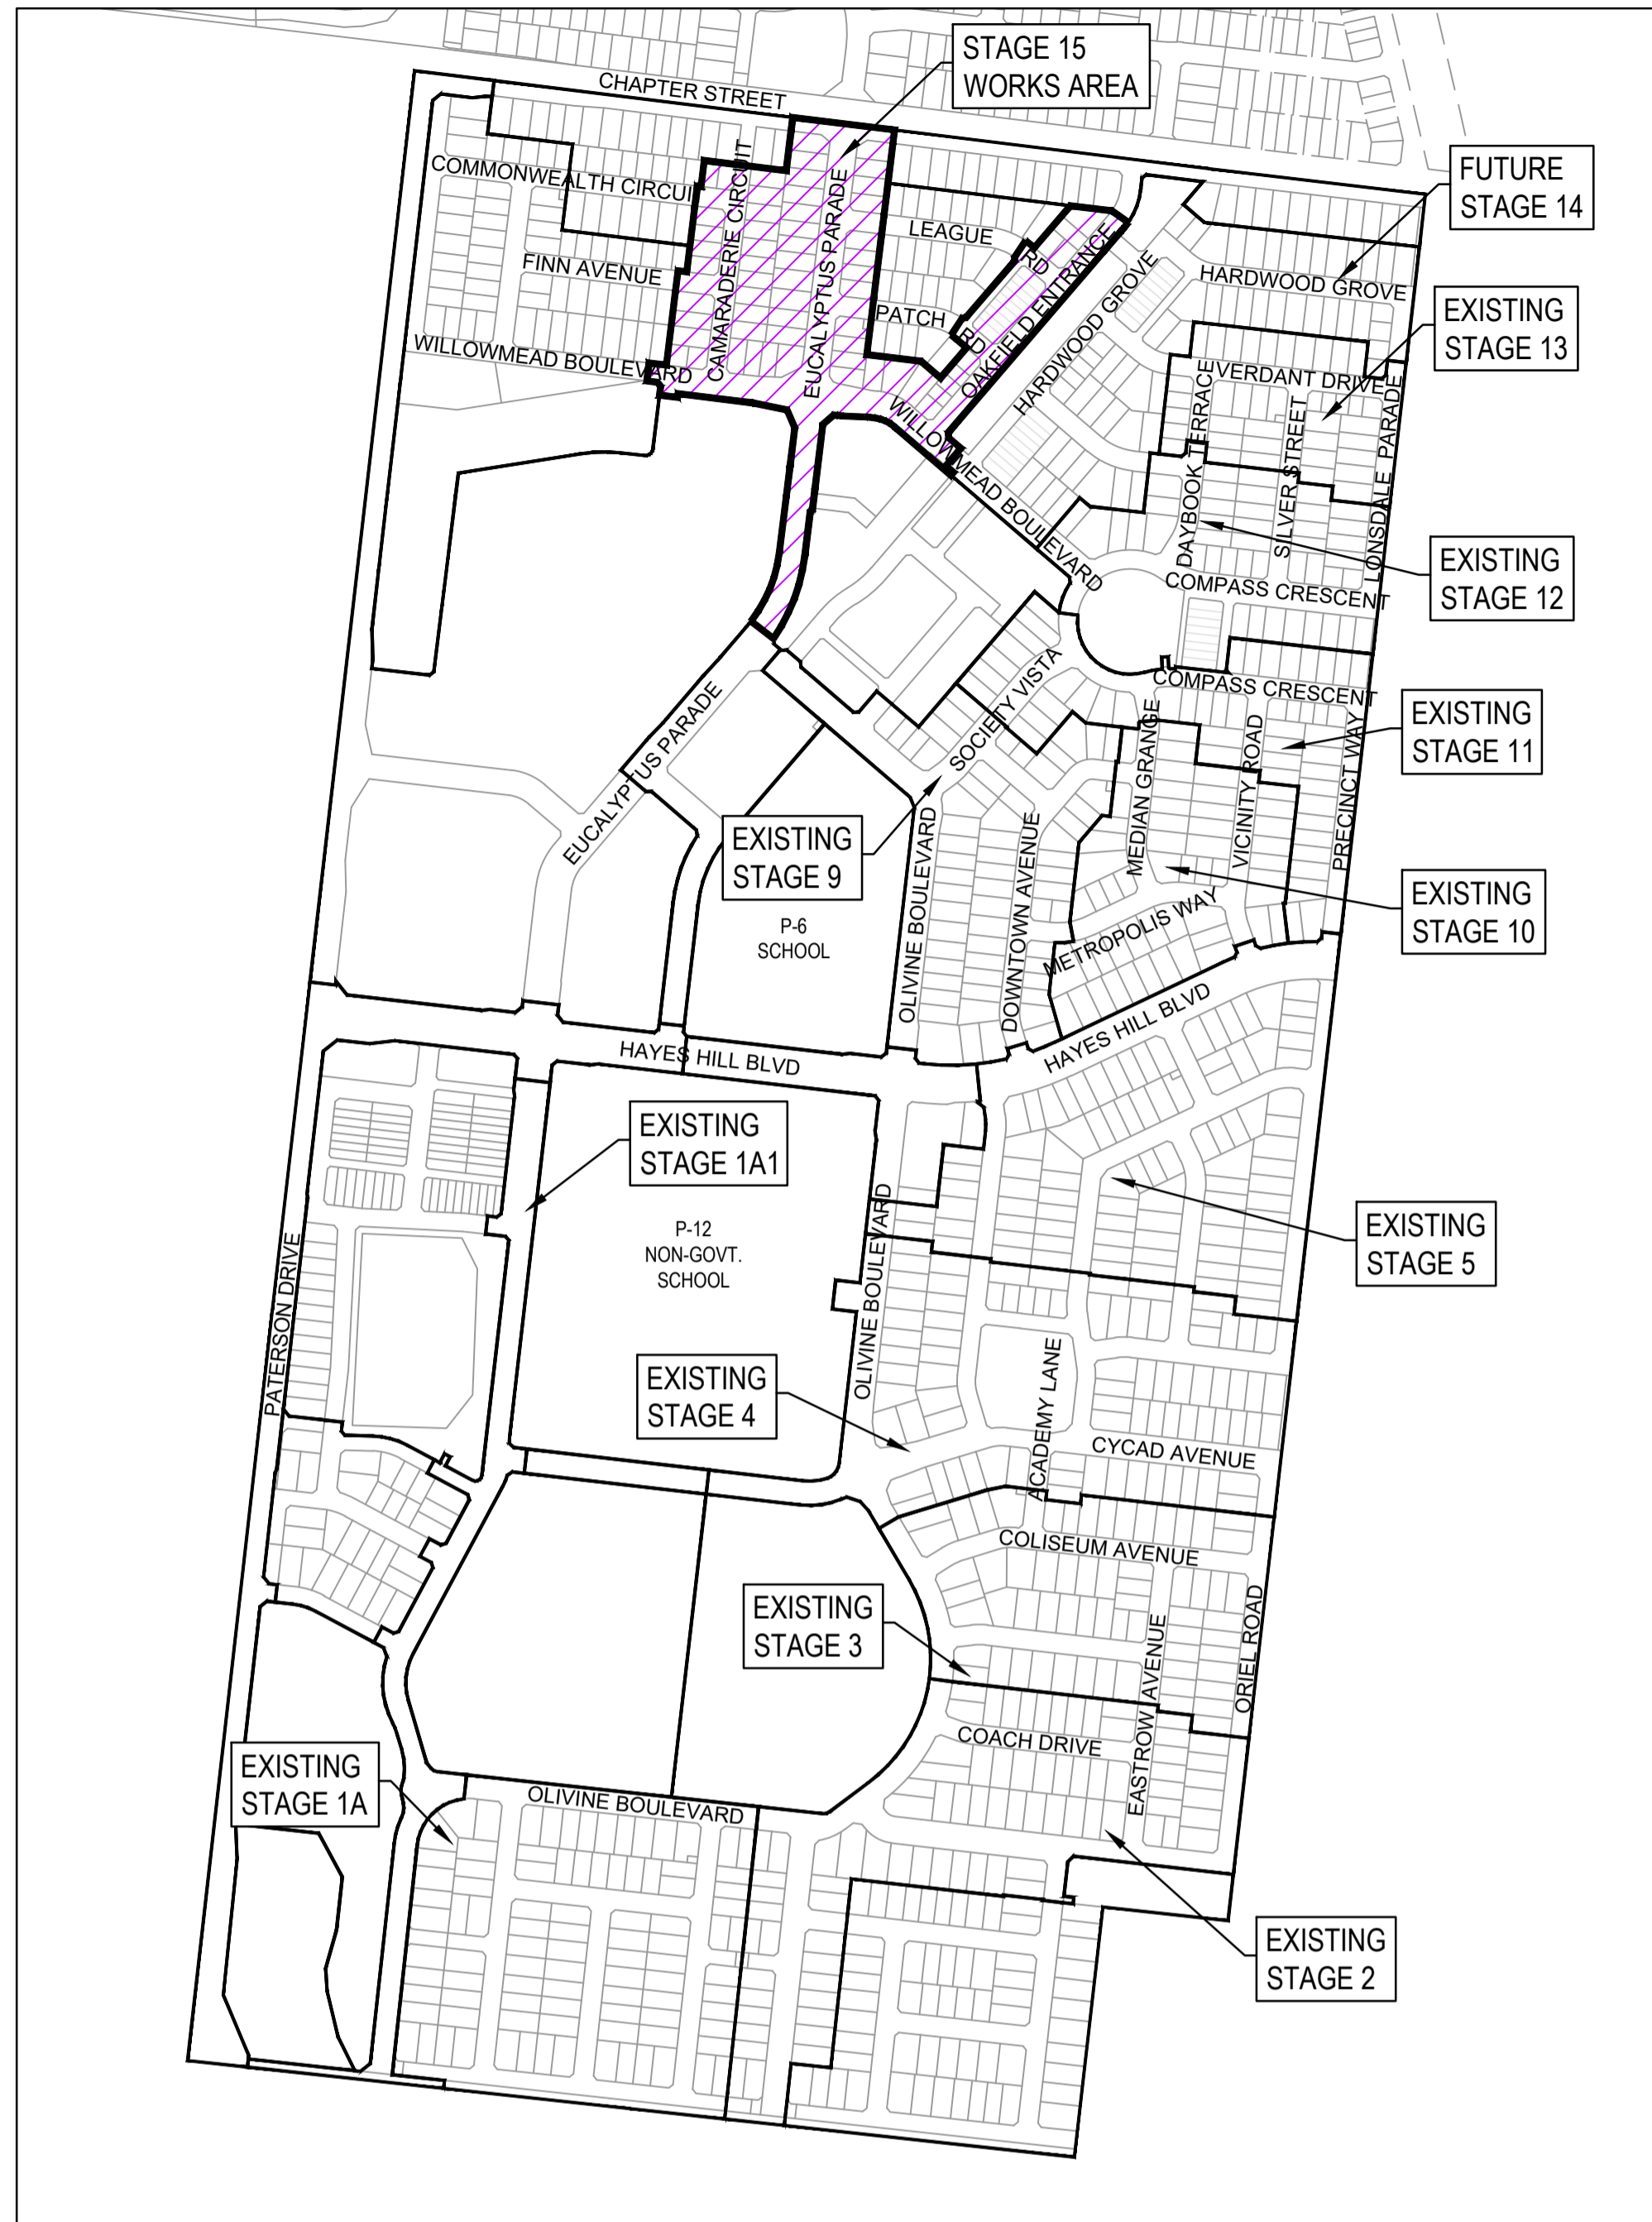 STAGE 15
WORKS AREA
CHAPTER STREET
FUTURE
STAGE 14
COMMONWEALTH CIRCUIT
CAMARADERIE CIRCUIT
EUCALYPTUS PARADE
LEAGUE
RD
OAKFIELD ENTRANCE
HARDWOOD GROVE
HARDWOOD GROVE
FINN AVENUE
PATCH
RD
EXISTING
STAGE 13
WILLOWMEAD BOULEVARD
VERDANT DRIVE
WILLOWMEAD BOULEVARD
DAYBOOK TERRACE
SILVER STREET
LONSDALE PARADE
EXISTING
STAGE 12
COMPASS CRESCENT
COMPASS CRESCENT
SOCIETY VISTA
EUCALYPTUS PARADE
MEDIAN GRANGE
VICINITY ROAD
PRECINCT WAY
EXISTING
STAGE 11
EXISTING
STAGE 9
P-6
SCHOOL
OLIVINE BOULEVARD
DOWNTOWN AVENUE
METROPOLIS WAY
EXISTING
STAGE 10
HAYES HILL BLVD
HAYES HILL BLVD
EXISTING
STAGE 1A1
P-12
NON-GOVT.
SCHOOL
OLIVINE BOULEVARD
EXISTING
STAGE 5
PATERSON DRIVE
EXISTING
STAGE 4
ACADEMY LANE
CYCAD AVENUE
COLISEUM AVENUE
EXISTING
STAGE 3
EASTROW AVENUE
ORIEL ROAD
COACH DRIVE
EXISTING
STAGE 1A
OLIVINE BOULEVARD
EXISTING
STAGE 2